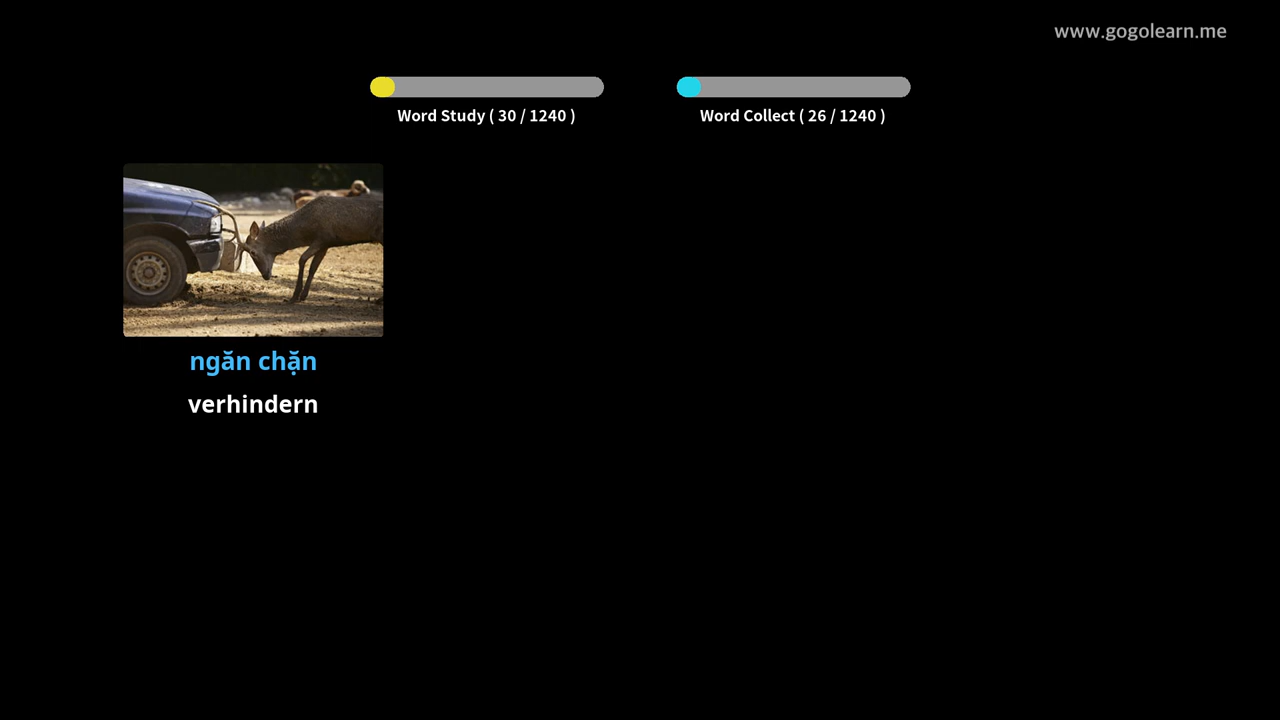 www.gogolearn.me
Word Study ( 30 / 1240 )
Word Collect ( 26 / 1240 )
ngăn chặn
verhindern